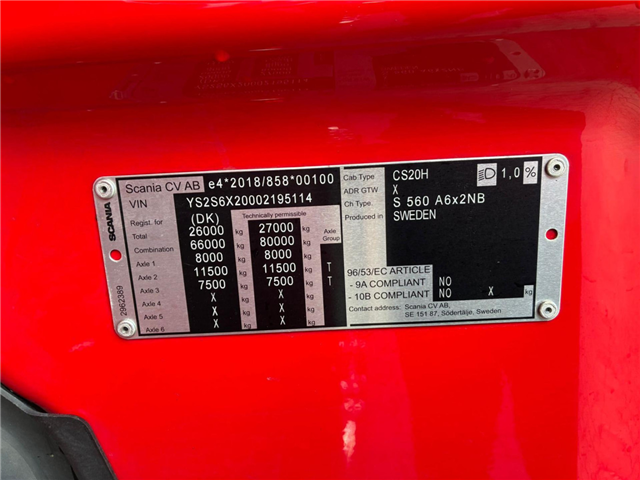 Scania CV AB e4*2018/858*00100
VIN YS2S6X20002195114
Regist. for (DK) Technically permissible
Total 26000 kg 27000 kg Axle Group
Combination 66000 kg 80000 kg
Axle 1 8000 kg 8000 kg
Axle 2 11500 kg 11500 kg T
Axle 3 7500 kg 7500 kg T
Axle 4 X kg X kg
Axle 5 X kg X kg
Axle 6 X kg X kg
SCANIA
2962389
Cab Type CS20H 1,0 %
ADR GTW X
Ch Type S 560 A6x2NB
Produced in SWEDEN
96/53/EC ARTICLE
- 9A COMPLIANT NO
- 10B COMPLIANT NO X kg
Contact address: Scania CV AB,
SE 151 87, Södertälje, Sweden